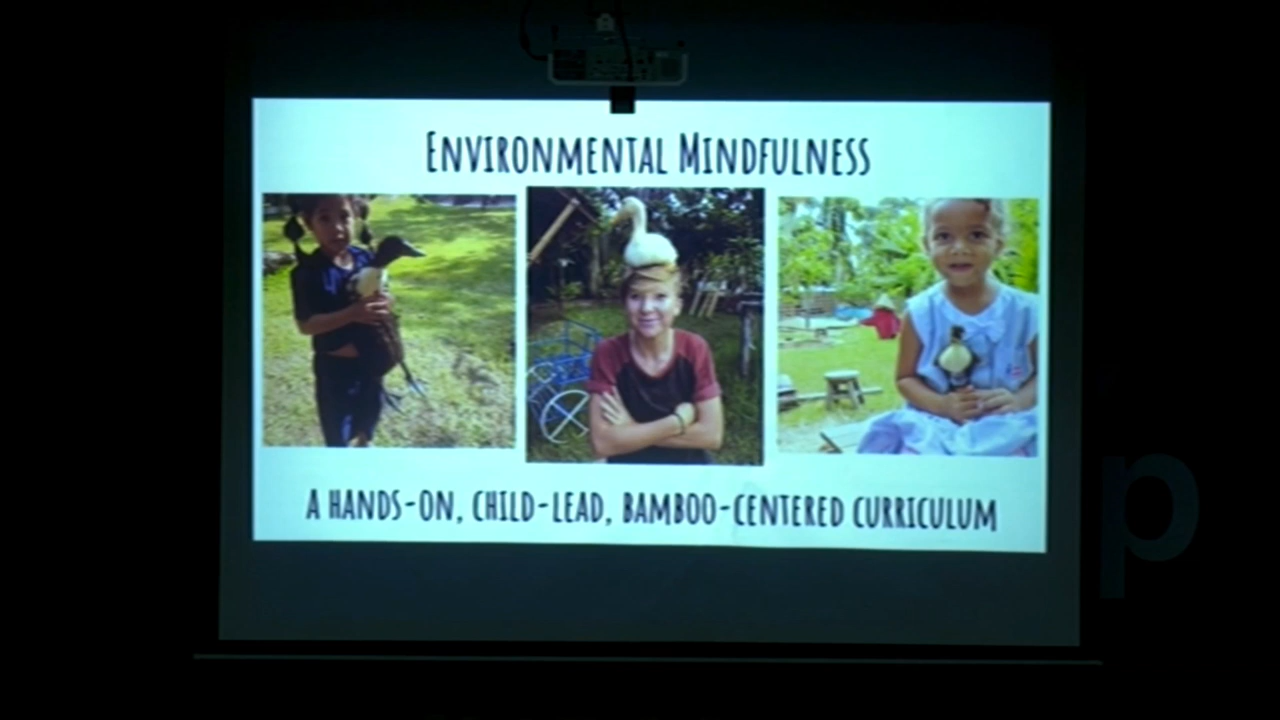 Environmental Mindfulness
A hands-on, child-lead, bamboo-centered curriculum
p